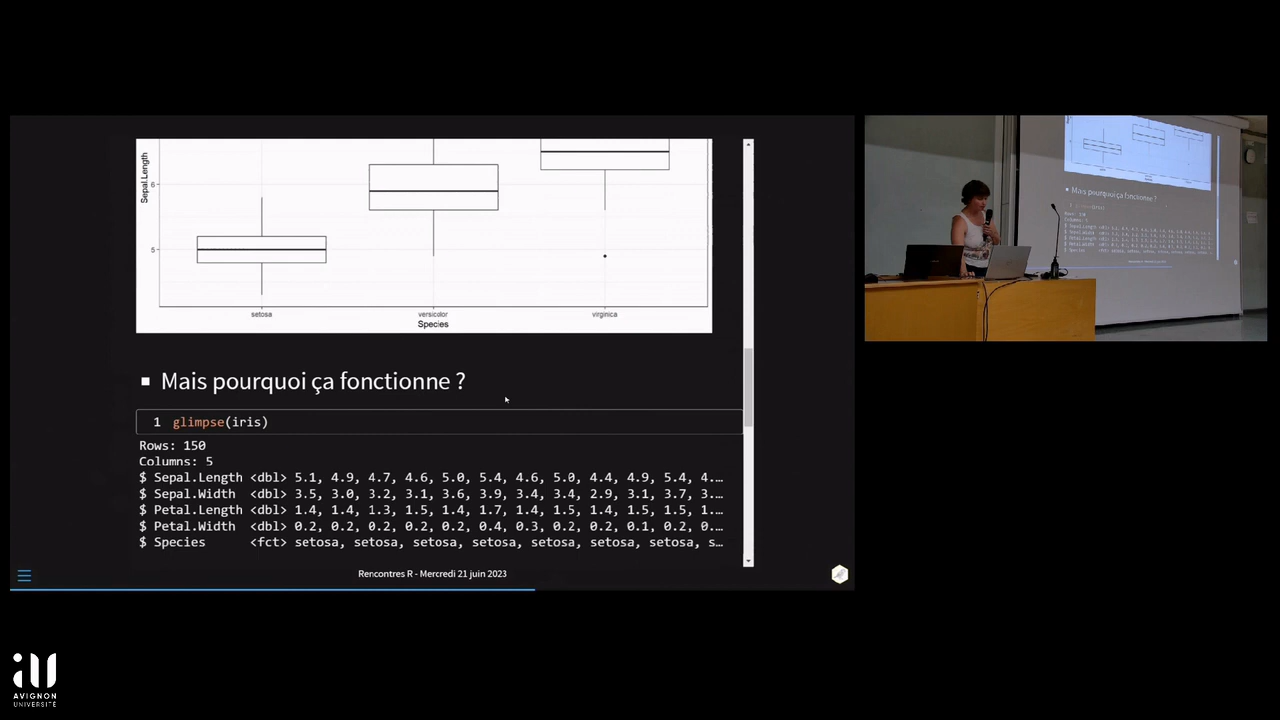 Sepal.Length
6
5
setosa
versicolor
virginica
Species
▪ Mais pourquoi ça fonctionne ?
1 glimpse(iris)
Rows: 150
Columns: 5
$ Sepal.Length <dbl> 5.1, 4.9, 4.7, 4.6, 5.0, 5.4, 4.6, 5.0, 4.4, 4.9, 5.4, 4.…
$ Sepal.Width <dbl> 3.5, 3.0, 3.2, 3.1, 3.6, 3.9, 3.4, 3.4, 2.9, 3.1, 3.7, 3.…
$ Petal.Length <dbl> 1.4, 1.4, 1.3, 1.5, 1.4, 1.7, 1.4, 1.5, 1.4, 1.5, 1.5, 1.…
$ Petal.Width <dbl> 0.2, 0.2, 0.2, 0.2, 0.2, 0.4, 0.3, 0.2, 0.2, 0.1, 0.2, 0.…
$ Species <fct> setosa, setosa, setosa, setosa, setosa, setosa, setosa, s…
Rencontres R - Mercredi 21 juin 2023
Mais pourquoi ça fonctionne ?
AVIGNON
UNIVERSITÉ